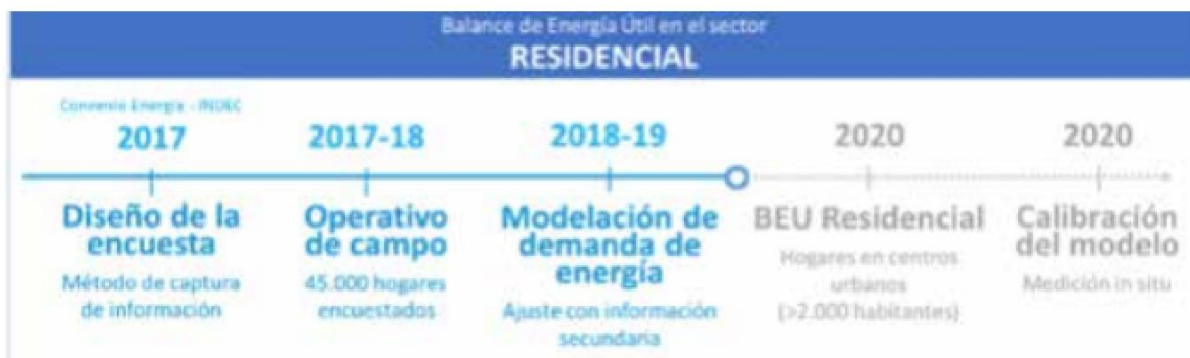 Balance de Energía Útil en el sector
RESIDENCIAL
Convenio Energía - INDEC
2017
2017-18
2018-19
2020
2020
Diseño de la
encuesta
Método de captura
de información
Operativo
de campo
45.000 hogares
encuestados
Modelación de
demanda de
energía
Ajuste con información
secundaria
BEU Residencial
Hogares en centros
urbanos
(>2.000 habitantes)
Calibración
del modelo
Medición in situ